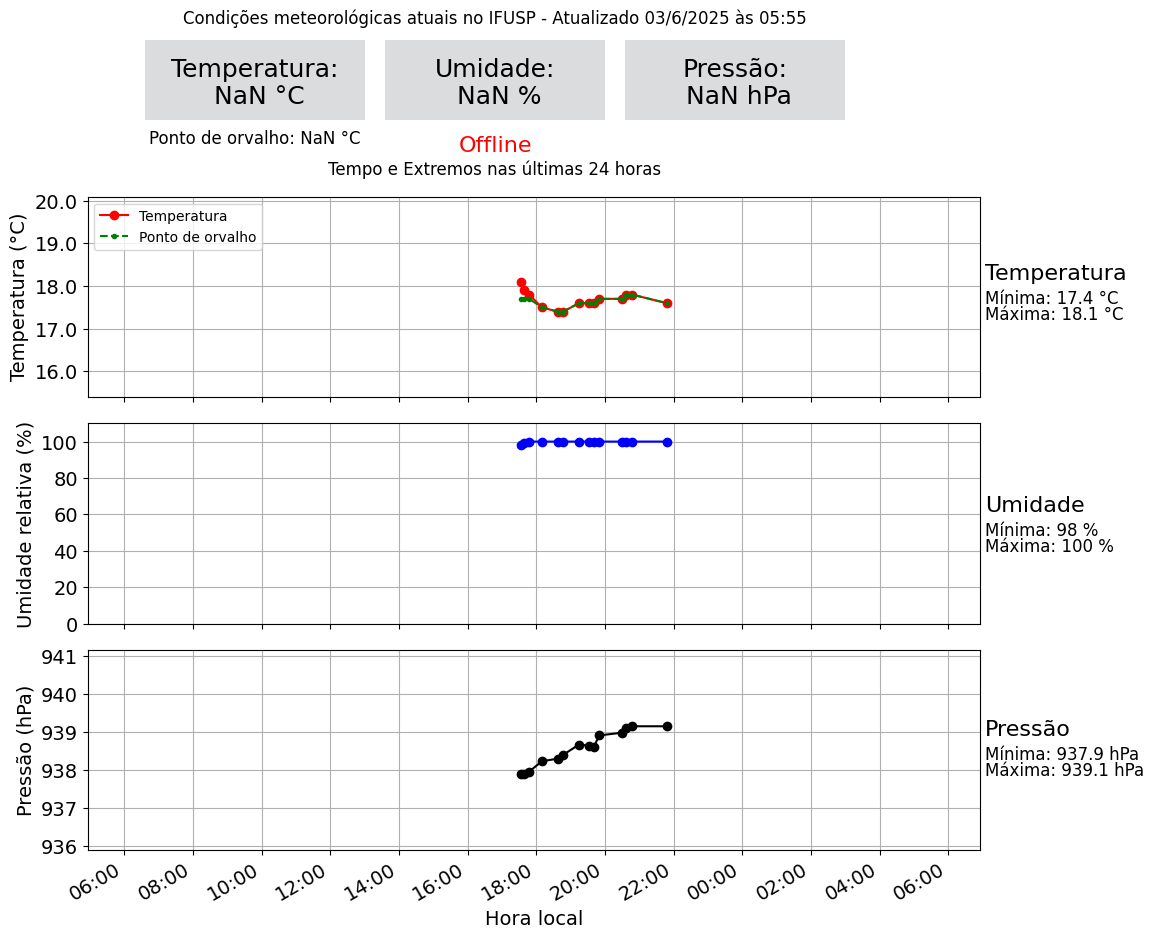 Condições meteorológicas atuais no IFUSP - Atualizado 03/6/2025 às 05:55
Temperatura:
NaN °C
Umidade:
NaN %
Pressão:
NaN hPa
Ponto de orvalho: NaN °C
Offline
Tempo e Extremos nas últimas 24 horas
Temperatura (°C)
20.0
19.0
18.0
17.0
16.0
Temperatura
Ponto de orvalho
Temperatura
Mínima: 17.4 °C
Máxima: 18.1 °C
Umidade relativa (%)
100
80
60
40
20
0
Umidade
Mínima: 98 %
Máxima: 100 %
Pressão (hPa)
941
940
939
938
937
936
Pressão
Mínima: 937.9 hPa
Máxima: 939.1 hPa
06:00 08:00 10:00 12:00 14:00 16:00 18:00 20:00 22:00 00:00 02:00 04:00 06:00
Hora local